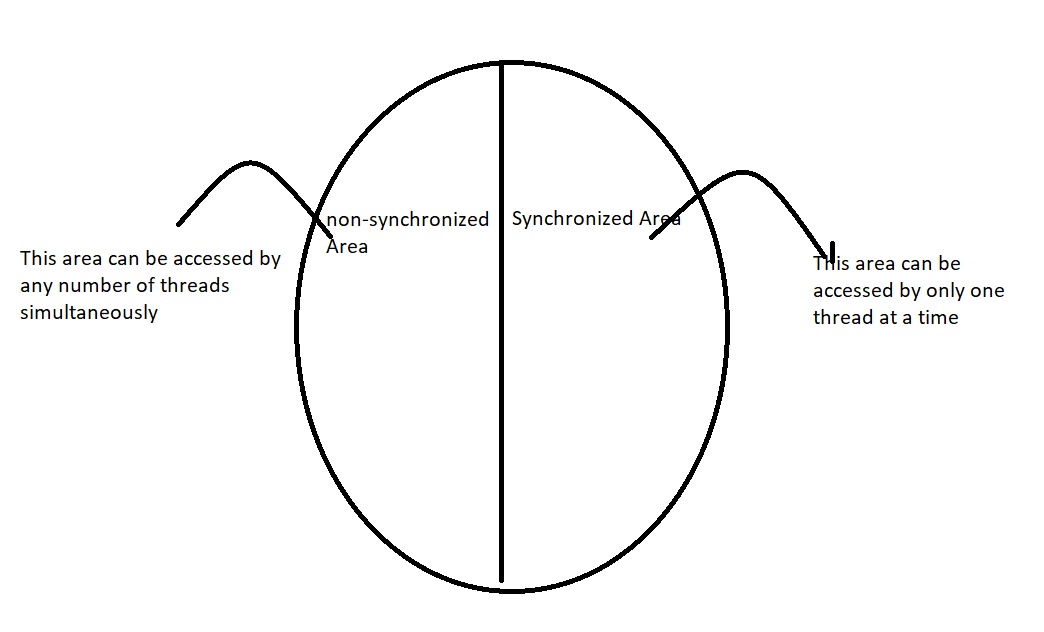 non-synchronized
Area
Synchronized Area
This area can be accessed by
any number of threads
simultaneously
This area can be
accessed by only one
thread at a time